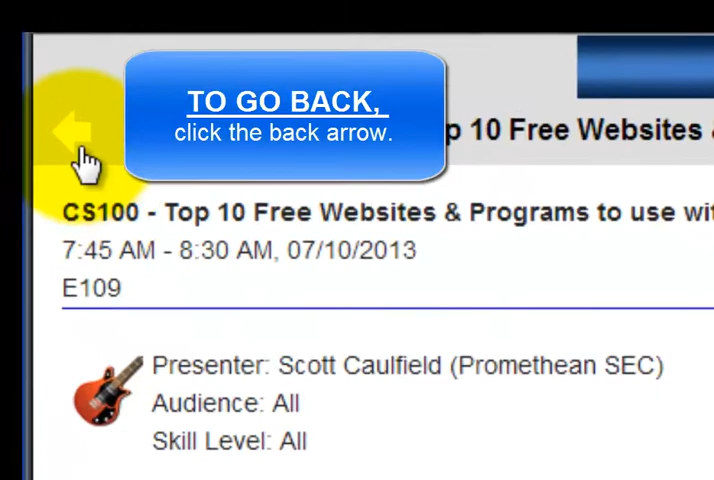 TO GO BACK,
click the back arrow.
10 Free Websites
CS100 - Top 10 Free Websites & Programs to use
7:45 AM - 8:30 AM, 07/10/2013
E109
Presenter: Scott Caulfield (Promethean SEC)
Audience: All
Skill Level: All